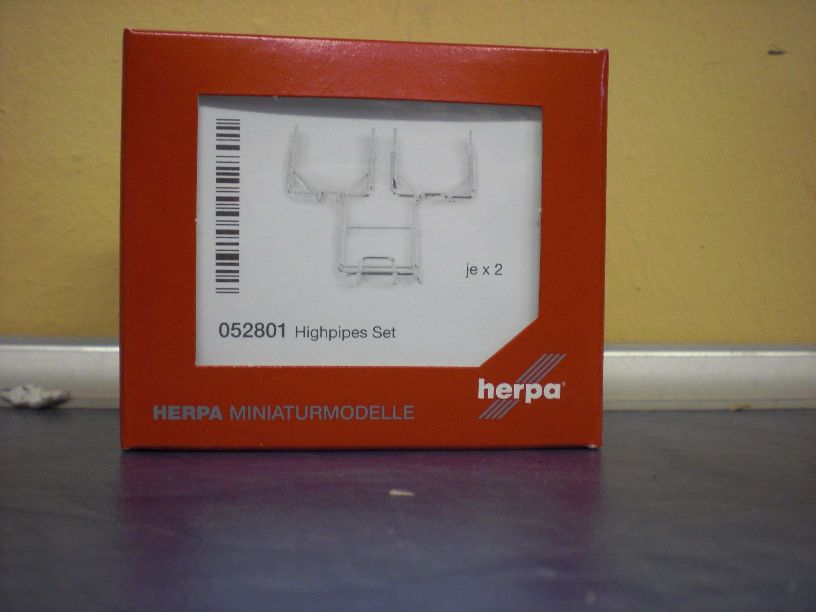 je x 2
052801 Highpipes Set
herpa®
HERPA MINIATURMODELLE